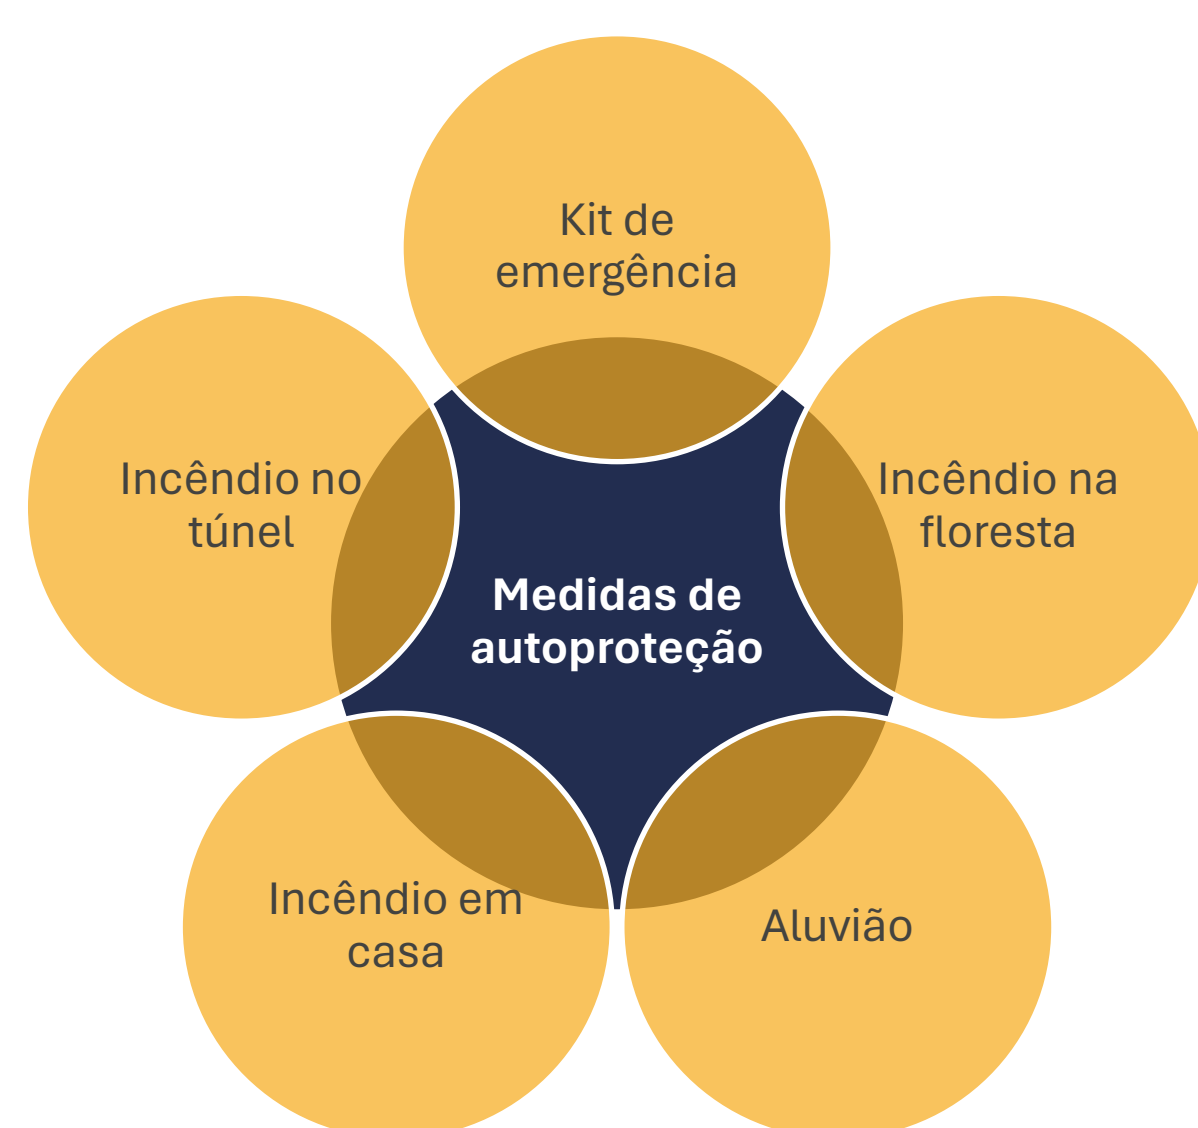 Kit de
emergência
Incêndio no
túnel
Incêndio na
floresta
Medidas de
autoproteção
Incêndio em
casa
Aluvião